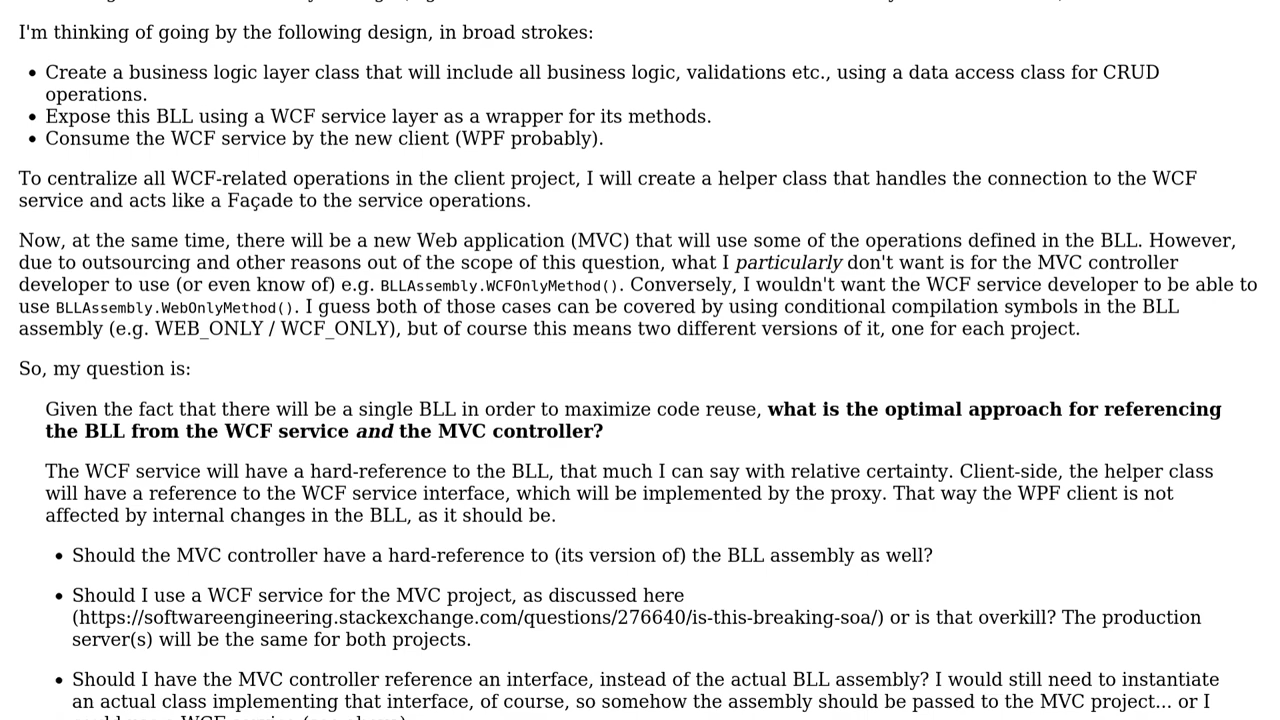 I'm thinking of going by the following design, in broad strokes:
• Create a business logic layer class that will include all business logic, validations etc., using a data access class for CRUD
operations.
• Expose this BLL using a WCF service layer as a wrapper for its methods.
• Consume the WCF service by the new client (WPF probably).
To centralize all WCF-related operations in the client project, I will create a helper class that handles the connection to the WCF
service and acts like a Façade to the service operations.
Now, at the same time, there will be a new Web application (MVC) that will use some of the operations defined in the BLL. However,
due to outsourcing and other reasons out of the scope of this question, what I particularly don't want is for the MVC controller
developer to use (or even know of) e.g. BLLAssembly.WCFOnlyMethod(). Conversely, I wouldn't want the WCF service developer to be able to
use BLLAssembly.WebOnlyMethod(). I guess both of those cases can be covered by using conditional compilation symbols in the BLL
assembly (e.g. WEB_ONLY / WCF_ONLY), but of course this means two different versions of it, one for each project.
So, my question is:
Given the fact that there will be a single BLL in order to maximize code reuse, what is the optimal approach for referencing
the BLL from the WCF service and the MVC controller?
The WCF service will have a hard-reference to the BLL, that much I can say with relative certainty. Client-side, the helper class
will have a reference to the WCF service interface, which will be implemented by the proxy. That way the WPF client is not
affected by internal changes in the BLL, as it should be.
• Should the MVC controller have a hard-reference to (its version of) the BLL assembly as well?
• Should I use a WCF service for the MVC project, as discussed here
(https://softwareengineering.stackexchange.com/questions/276640/is-this-breaking-soa/) or is that overkill? The production
server(s) will be the same for both projects.
• Should I have the MVC controller reference an interface, instead of the actual BLL assembly? I would still need to instantiate
an actual class implementing that interface, of course, so somehow the assembly should be passed to the MVC project... or I